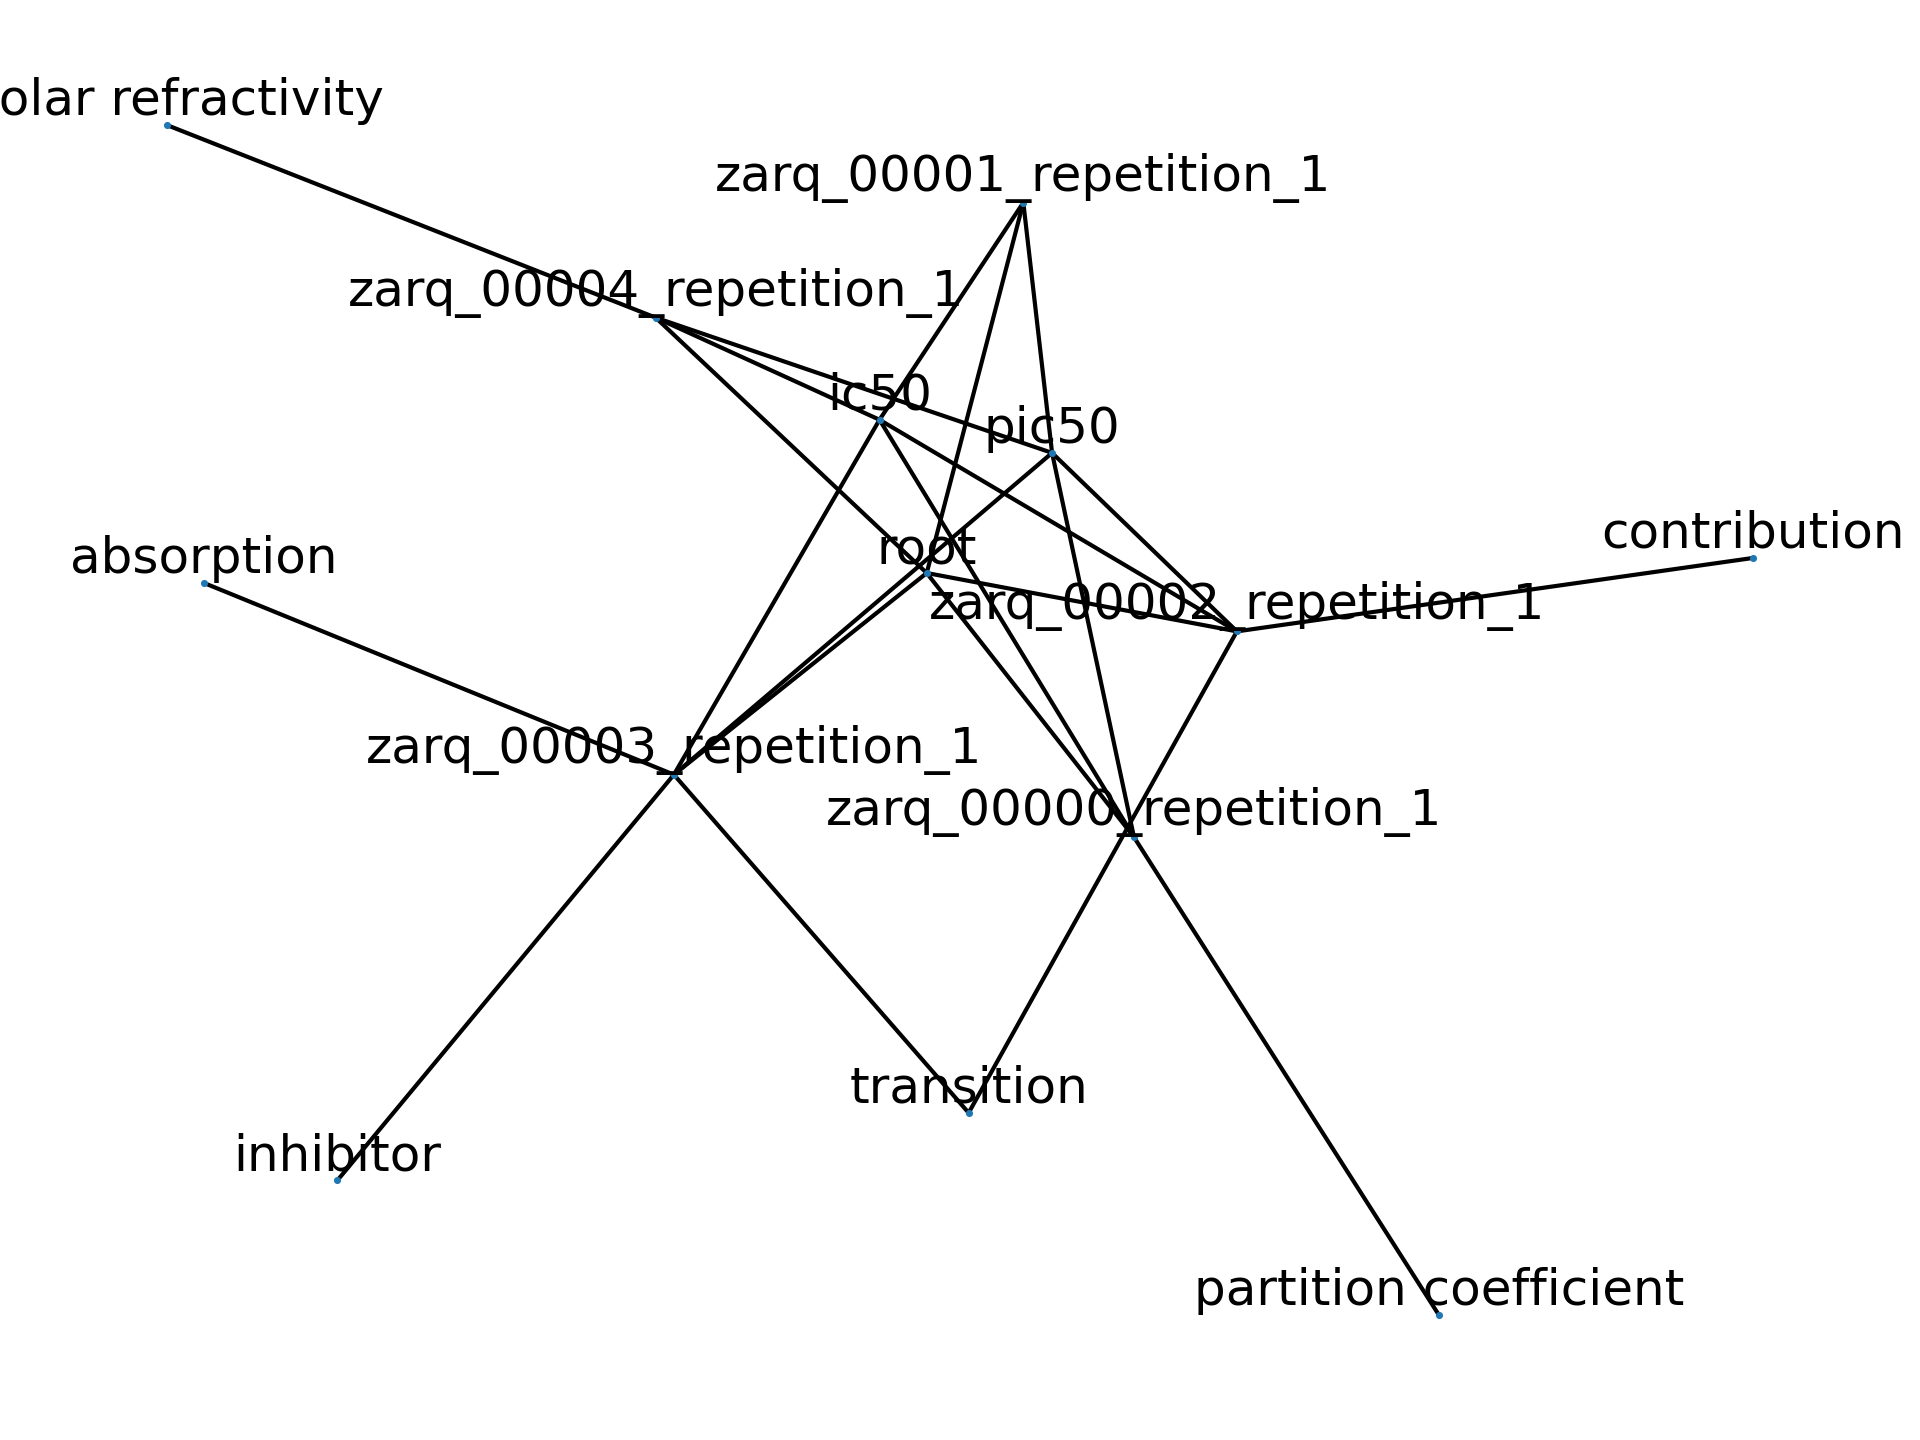 olar refractivity
zarq_00001_repetition_1
zarq_00004_repetition_1
ic50
pic50
contribution
root
absorption
zarq_00002_repetition_1
zarq_00003_repetition_1
zarq_00000_repetition_1
transition
inhibitor
partition coefficient